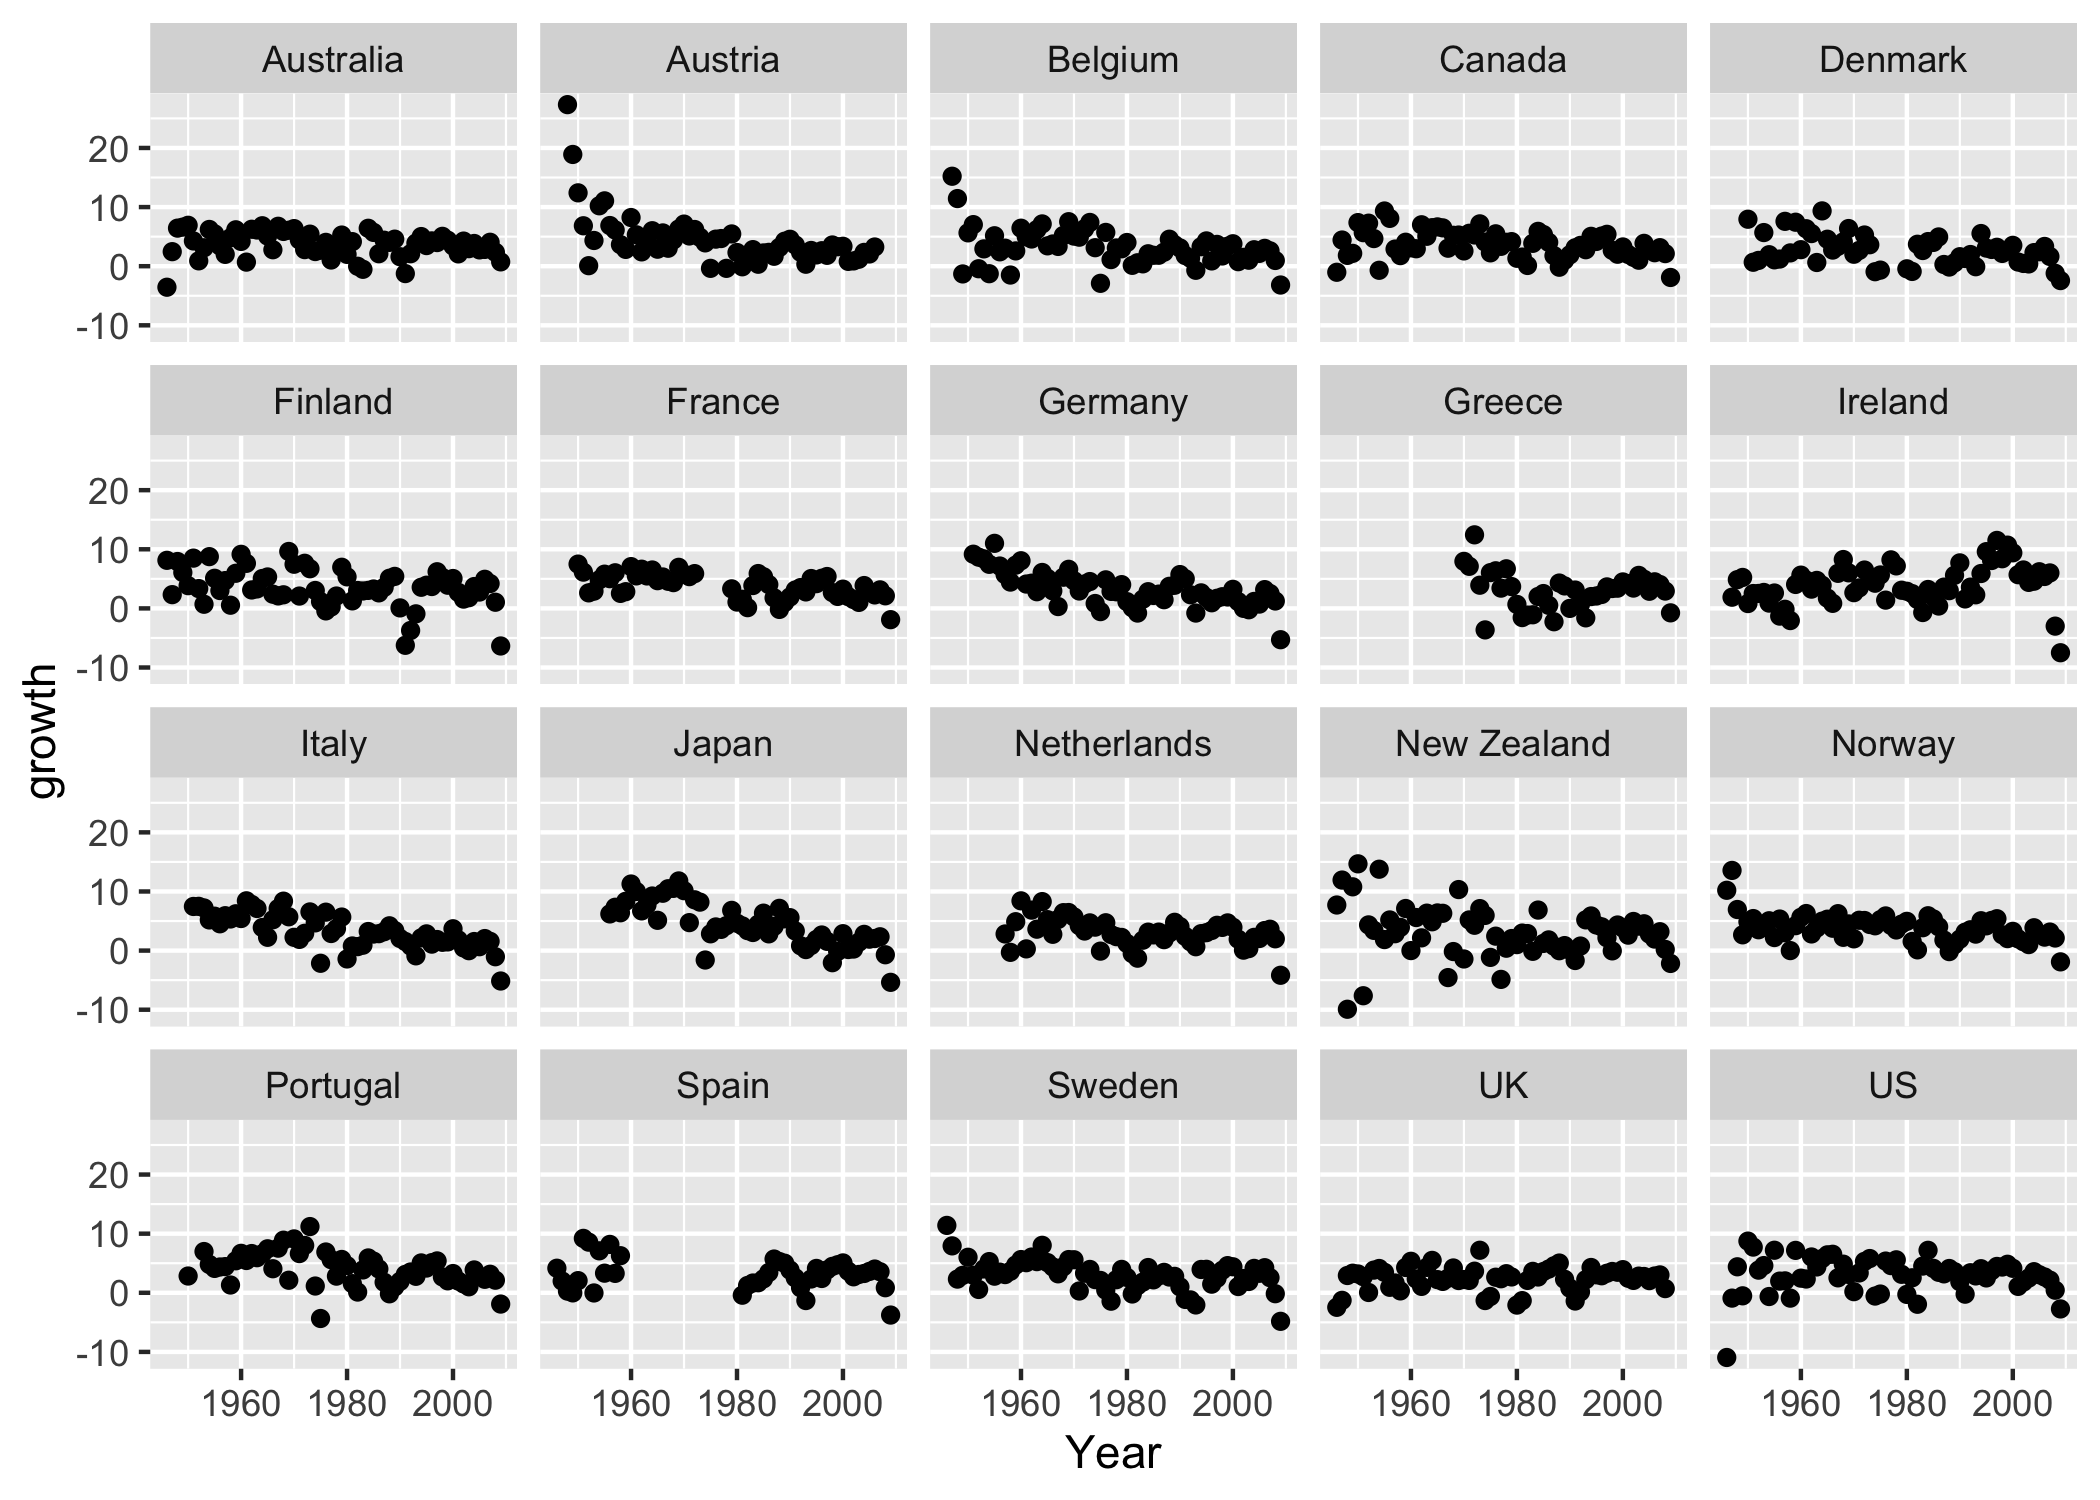 Australia Austria Belgium Canada Denmark
20
10
0
-10
Finland France Germany Greece Ireland
20
10
0
-10
growth
Italy Japan Netherlands New Zealand Norway
20
10
0
-10
Portugal Spain Sweden UK US
20
10
0
-10
1960 1980 2000 1960 1980 2000 1960 1980 2000 1960 1980 2000 1960 1980 2000
Year